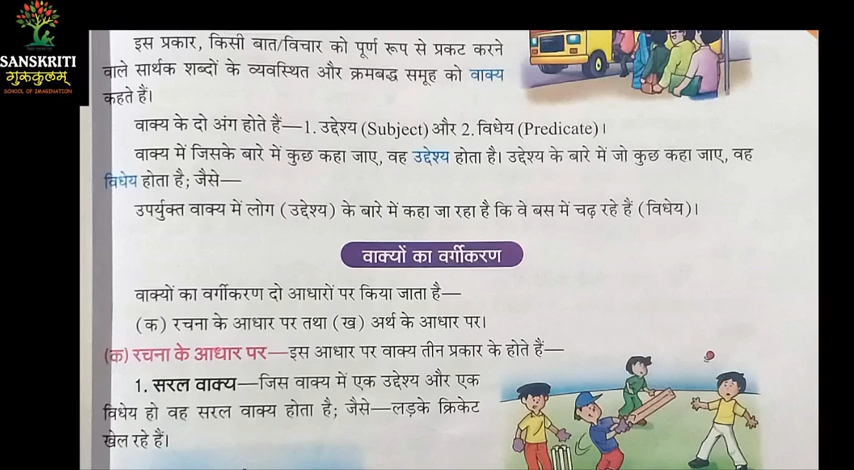 SANSKRITI
गुरुकुलम्
SCHOOL OF IMAGINATION
इस प्रकार, किसी बात/विचार को पूर्ण रूप से प्रकट करने
वाले सार्थक शब्दों के व्यवस्थित और क्रमबद्ध समूह को वाक्य
कहते हैं।
वाक्य के दो अंग होते हैं—1. उद्देश्य (Subject) और 2. विधेय (Predicate)।
वाक्य में जिसके बारे में कुछ कहा जाए, वह उद्देश्य होता है। उद्देश्य के बारे में जो कुछ कहा जाए, वह
विधेय होता है; जैसे—
उपर्युक्त वाक्य में लोग (उद्देश्य) के बारे में कहा जा रहा है कि वे बस में चढ़ रहे हैं (विधेय)।
वाक्यों का वर्गीकरण
वाक्यों का वर्गीकरण दो आधारों पर किया जाता है—
(क) रचना के आधार पर तथा (ख) अर्थ के आधार पर।
(क) रचना के आधार पर—इस आधार पर वाक्य तीन प्रकार के होते हैं—
1. सरल वाक्य—जिस वाक्य में एक उद्देश्य और एक
विधेय हो वह सरल वाक्य होता है; जैसे—लड़के क्रिकेट
खेल रहे हैं।